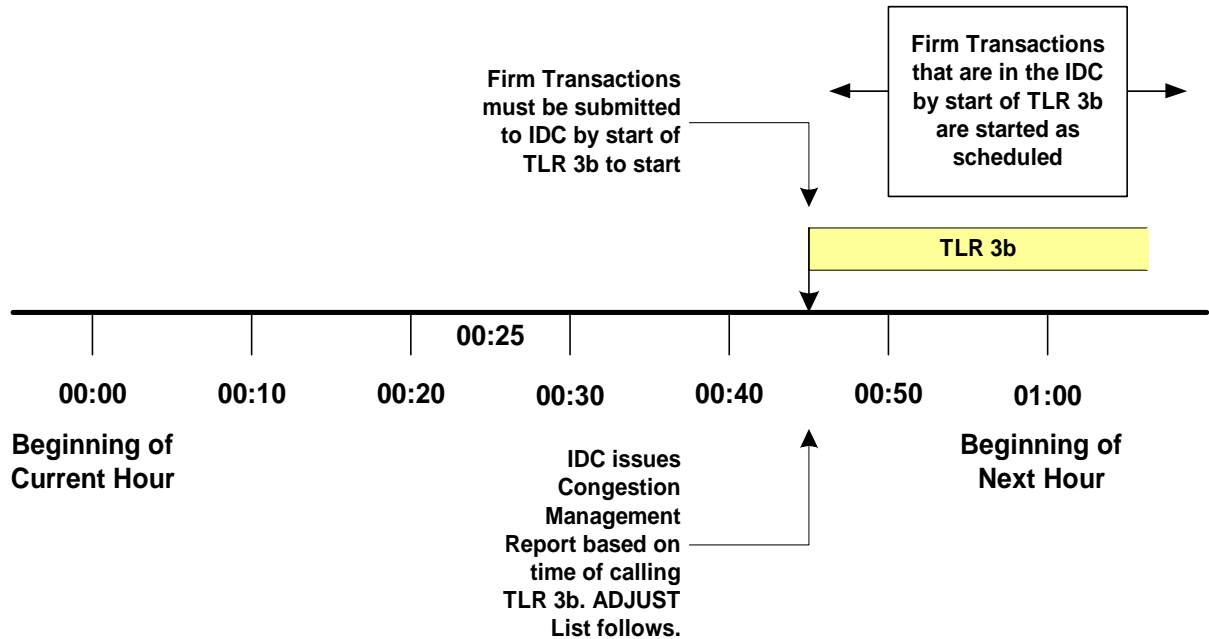 Firm Transactions
must be submitted
to IDC by start of
TLR 3b to start
Firm Transactions
that are in the IDC
by start of TLR 3b
are started as
scheduled
TLR 3b
00:25
00:00
00:10
00:20
00:30
00:40
00:50
01:00
Beginning of
Current Hour
IDC issues
Congestion
Management
Report based on
time of calling
TLR 3b. ADJUST
List follows.
Beginning of
Next Hour